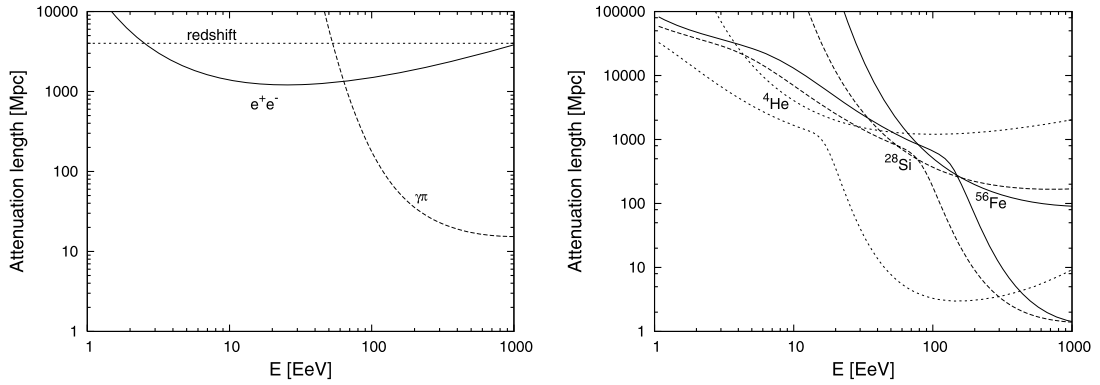 10000
1000
100
10
1
Attenuation length [Mpc]
redshift
e⁺e⁻
γπ
1 10 100 1000
E [EeV]
100000
10000
1000
100
10
1
Attenuation length [Mpc]
⁴He
²⁸Si
⁵⁶Fe
1 10 100 1000
E [EeV]